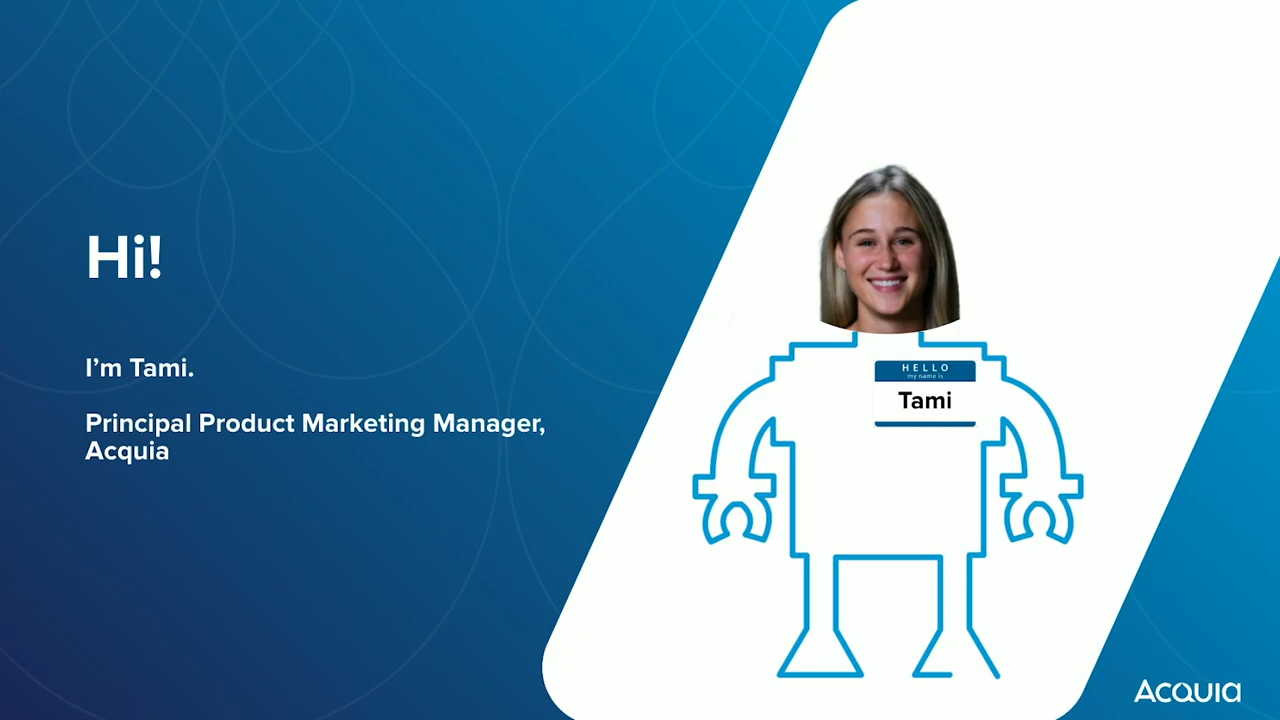 Hi!
I’m Tami.
Principal Product Marketing Manager,
Acquia
HELLO
my name is
Tami
Acquia